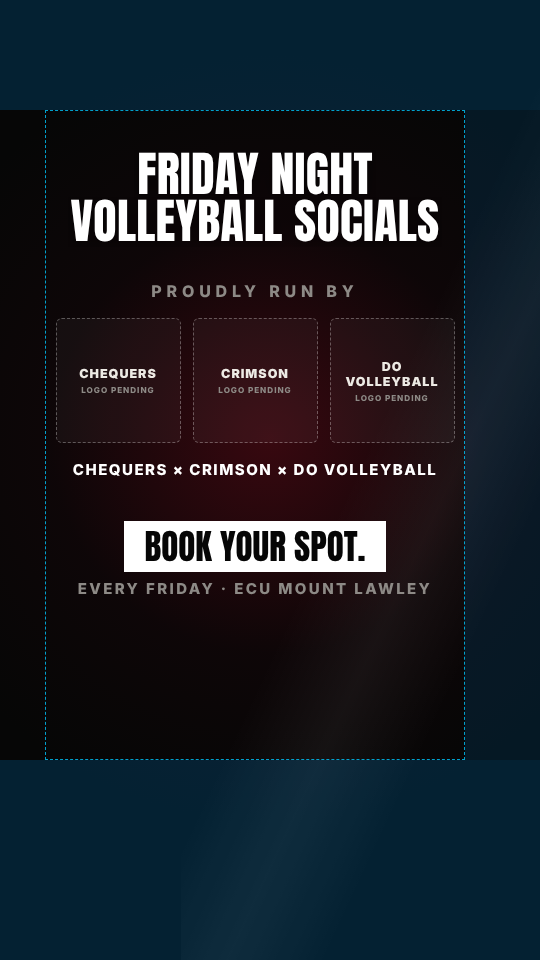 FRIDAY NIGHT
VOLLEYBALL SOCIALS
PROUDLY RUN BY
CHEQUERS
LOGO PENDING
CRIMSON
LOGO PENDING
DO
VOLLEYBALL
LOGO PENDING
CHEQUERS × CRIMSON × DO VOLLEYBALL
BOOK YOUR SPOT.
EVERY FRIDAY · ECU MOUNT LAWLEY